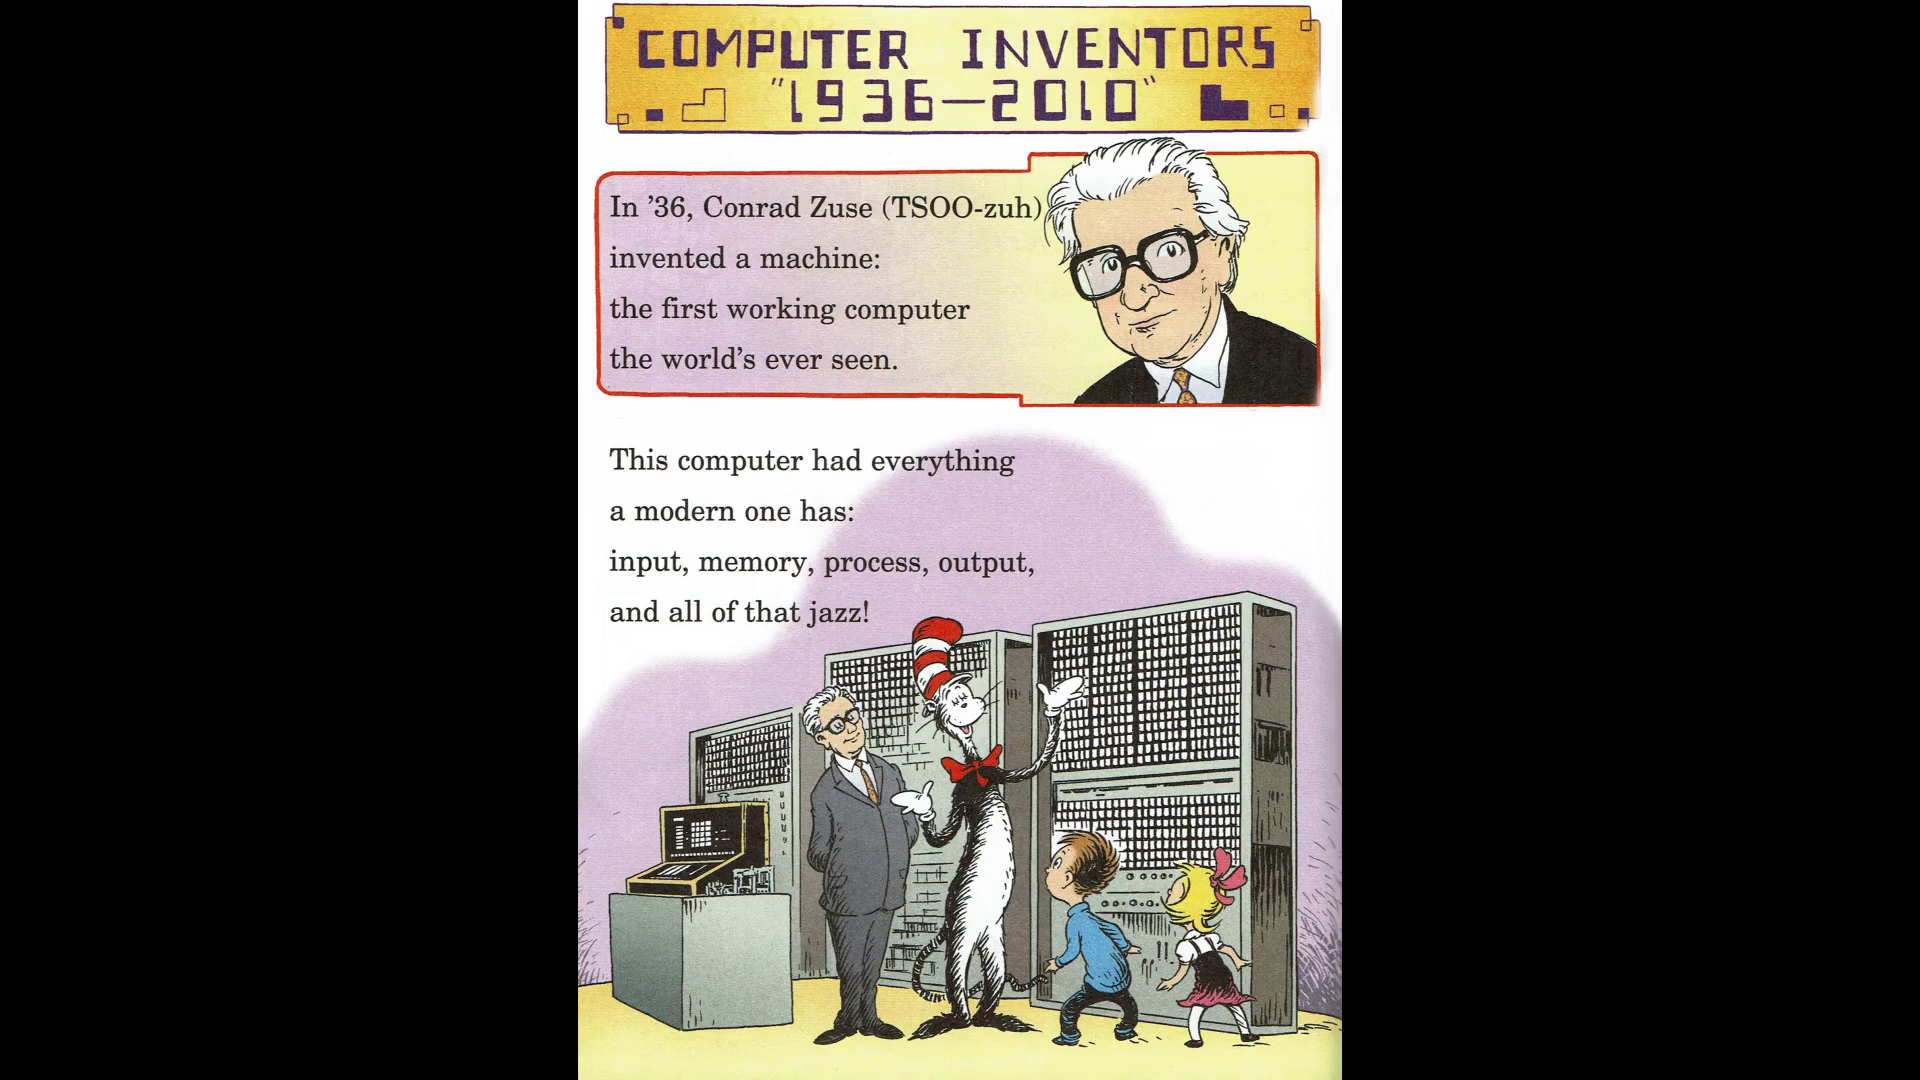 COMPUTER INVENTORS
"1936—2010"
In ’36, Conrad Zuse (TSOO-zuh)
invented a machine:
the first working computer
the world’s ever seen.
This computer had everything
a modern one has:
input, memory, process, output,
and all of that jazz!